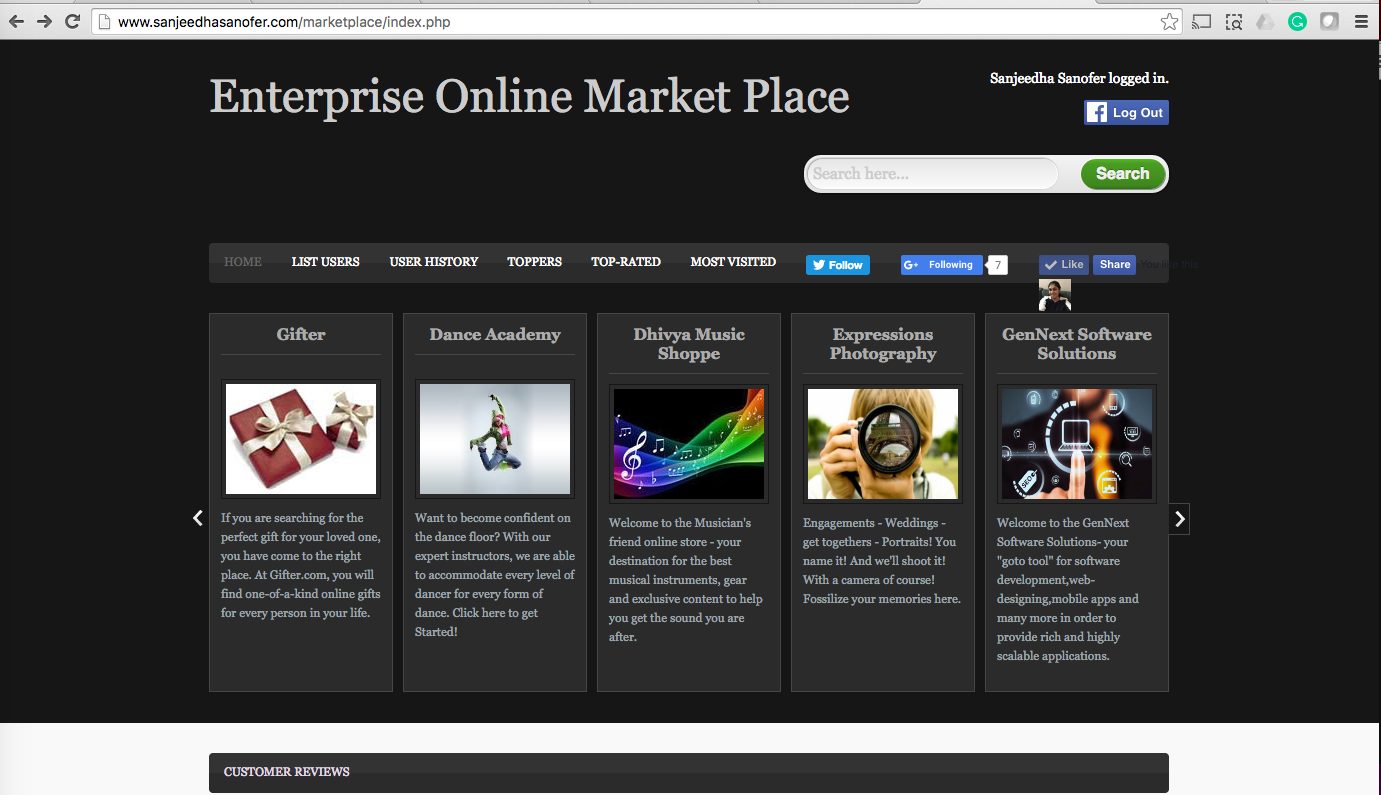 www.sanjeedhasanofer.com/marketplace/index.php
Enterprise Online Market Place
Sanjeedha Sanofer logged in.
Log Out
Search here...
Search
HOME
LIST USERS
USER HISTORY
TOPPERS
TOP-RATED
MOST VISITED
Follow
Following
7
Like
Share
You like this.
Gifter
If you are searching for the
perfect gift for your loved one,
you have come to the right
place. At Gifter.com, you will
find one-of-a-kind online gifts
for every person in your life.
Dance Academy
Want to become confident on
the dance floor? With our
expert instructors, we are able
to accommodate every level of
dancer for every form of
dance. Click here to get
Started!
Dhivya Music
Shoppe
Welcome to the Musician's
friend online store - your
destination for the best
musical instruments, gear
and exclusive content to help
you get the sound you are
after.
Expressions
Photography
Engagements - Weddings -
get togethers - Portraits! You
name it! And we'll shoot it!
With a camera of course!
Fossilize your memories here.
GenNext Software
Solutions
SEO
Welcome to the GenNext
Software Solutions- your
"goto tool" for software
development,web-
designing,mobile apps and
many more in order to
provide rich and highly
scalable applications.
CUSTOMER REVIEWS